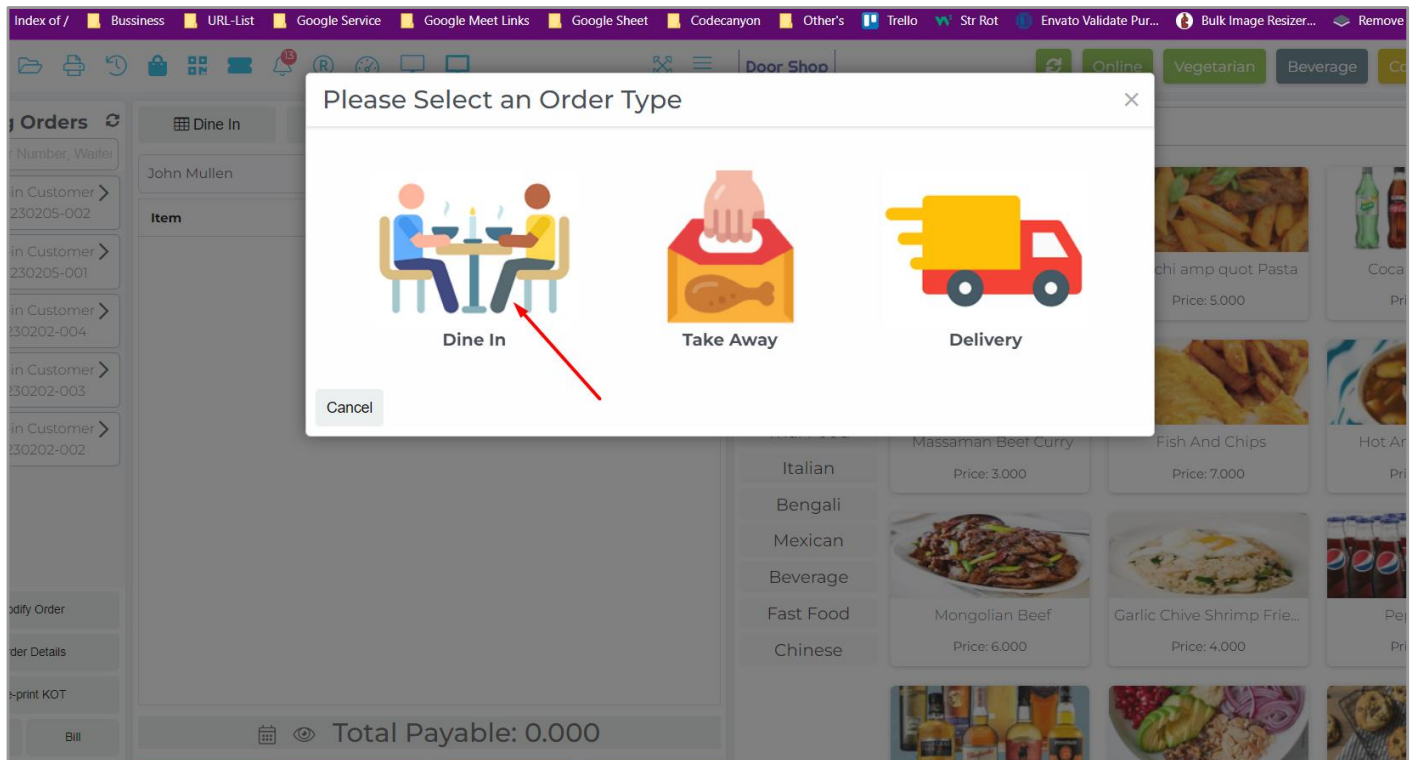 Index of / Bussiness URL-List Google Service Google Meet Links Google Sheet Codecanyon Other's Trello Str Rot Envato Validate Pur... Bulk Image Resizer... Remove
13
R
Door Shop
Online Vegetarian Beverage
Please Select an Order Type
×
Dine In
Take Away
Delivery
Cancel
Orders
Dine In
Number, Waiter
John Mullen
in Customer
230205-002
Item
in Customer
230205-001
in Customer
230202-004
in Customer
230202-003
in Customer
230202-002
Order
Details
-print KOT
Bill
Total Payable: 0.000
Italian
Bengali
Mexican
Beverage
Fast Food
Chinese
chi amp quot Pasta
Price: 5.000
Coca
Massaman Beef Curry
Price: 3.000
Fish And Chips
Price: 7.000
Mongolian Beef
Price: 6.000
Garlic Chive Shrimp Frie...
Price: 4.000